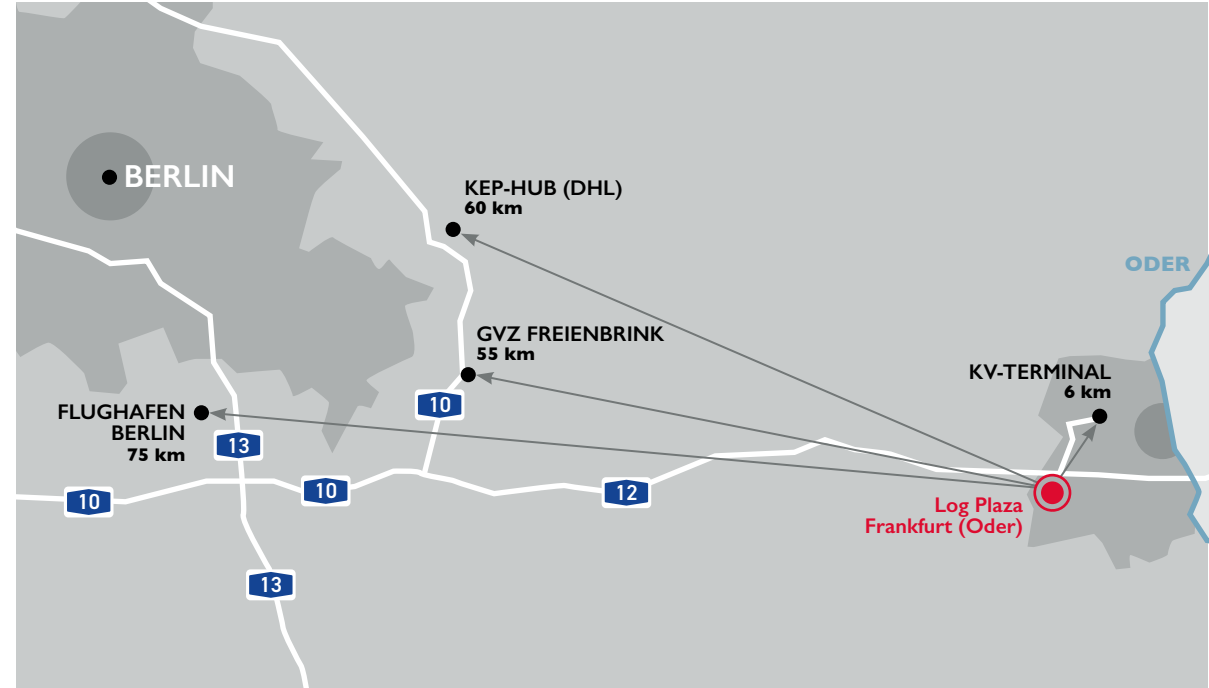 BERLIN
KEP-HUB (DHL)
60 km
ODER
GVZ FREIENBRINK
55 km
KV-TERMINAL
6 km
10
FLUGHAFEN
BERLIN
75 km
13
10
10
12
Log Plaza
Frankfurt (Oder)
13